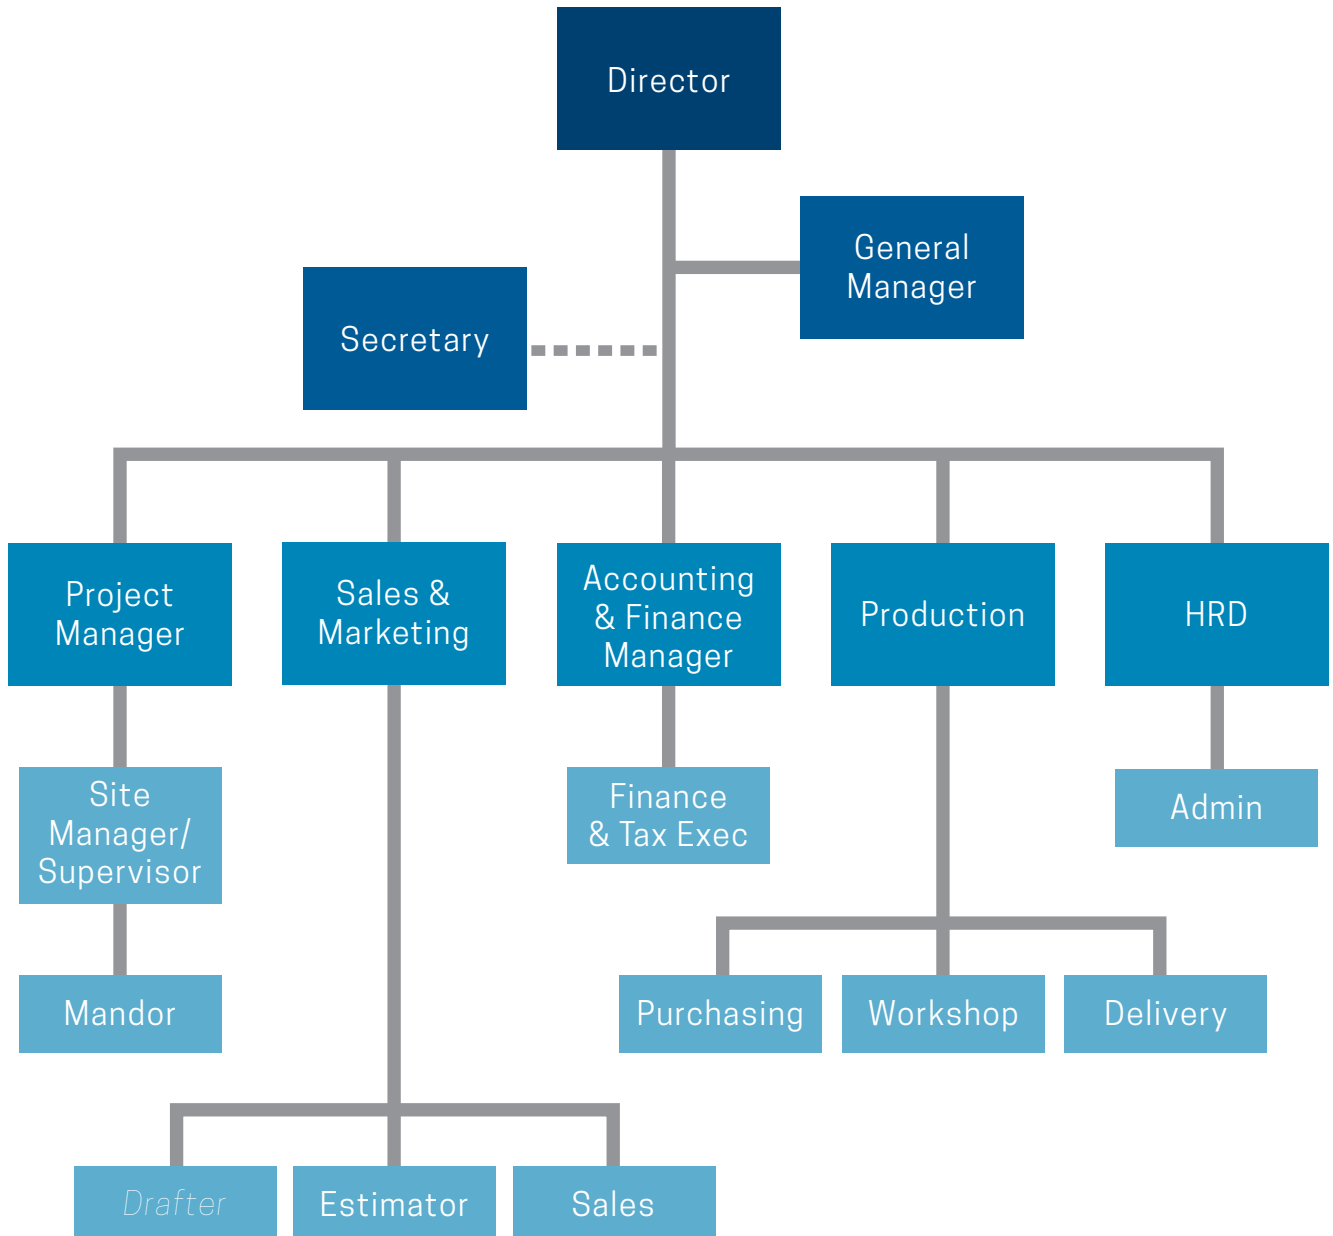 Director
General
Manager
Secretary
Project
Manager
Sales &
Marketing
Accounting
& Finance
Manager
Production
HRD
Site
Manager/
Supervisor
Finance
& Tax Exec
Admin
Mandor
Purchasing
Workshop
Delivery
Drafter
Estimator
Sales